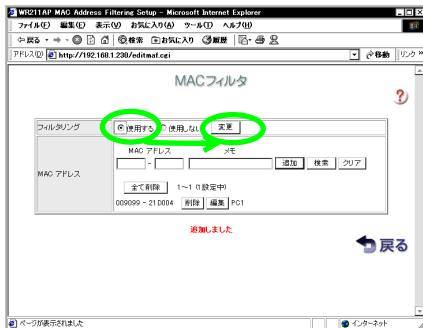 WR211AP MAC Address Filtering Setup - Microsoft Internet Explorer
ファイル(F) 編集(E) 表示(V) お気に入り(A) ツール(T) ヘルプ(H)
戻る 検索 お気に入り 履歴
アドレス(D) http://192.168.1.230/editmaf.cgi 移動 リンク »
MACフィルタ
?
フィルタリング 使用する 使用しない 変更
MAC アドレス メモ
- 追加 検索 クリア
MAC アドレス
全て削除 1～1 (1設定中)
009099 - 21D004 削除 編集 PC1
追加しました
戻る
ページが表示されました インターネット